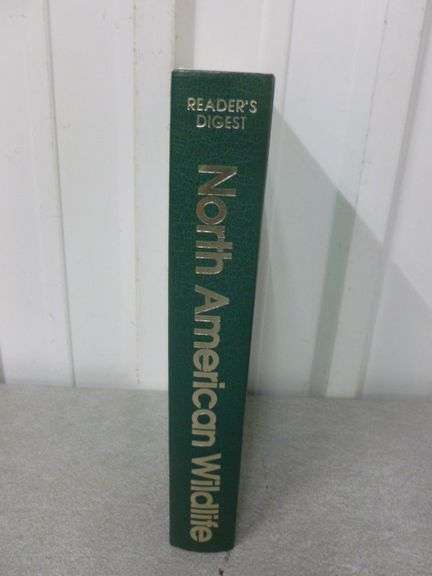 READER'S
DIGEST
North American Wildlife